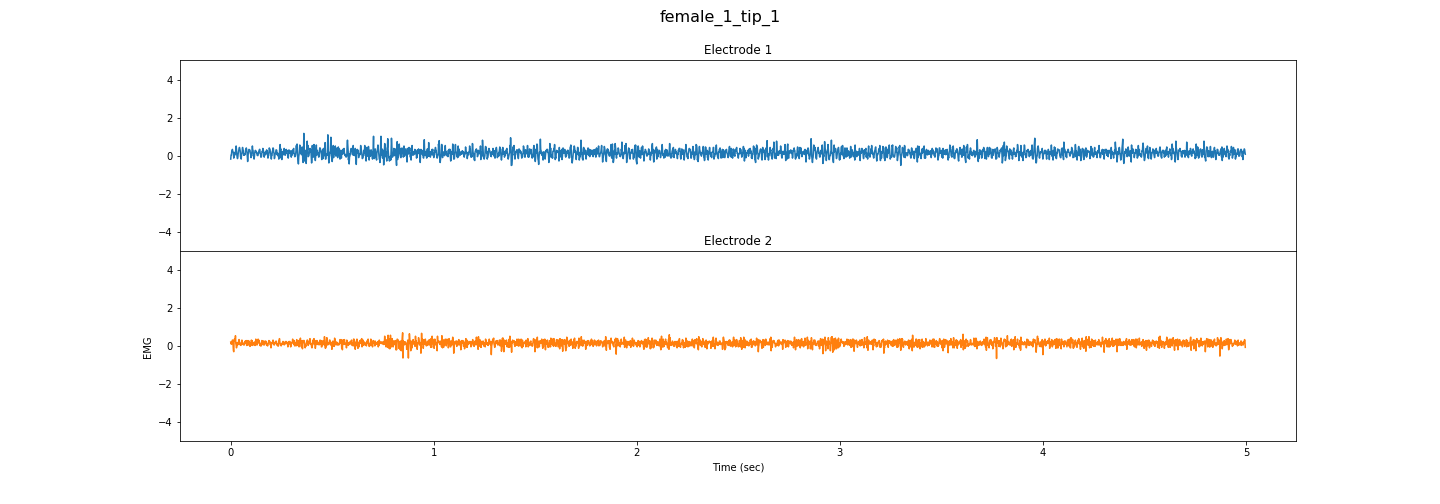 female_1_tip_1
Electrode 1
4
2
0
−2
−4
Electrode 2
4
2
0
−2
−4
EMG
0 1 2 3 4 5
Time (sec)